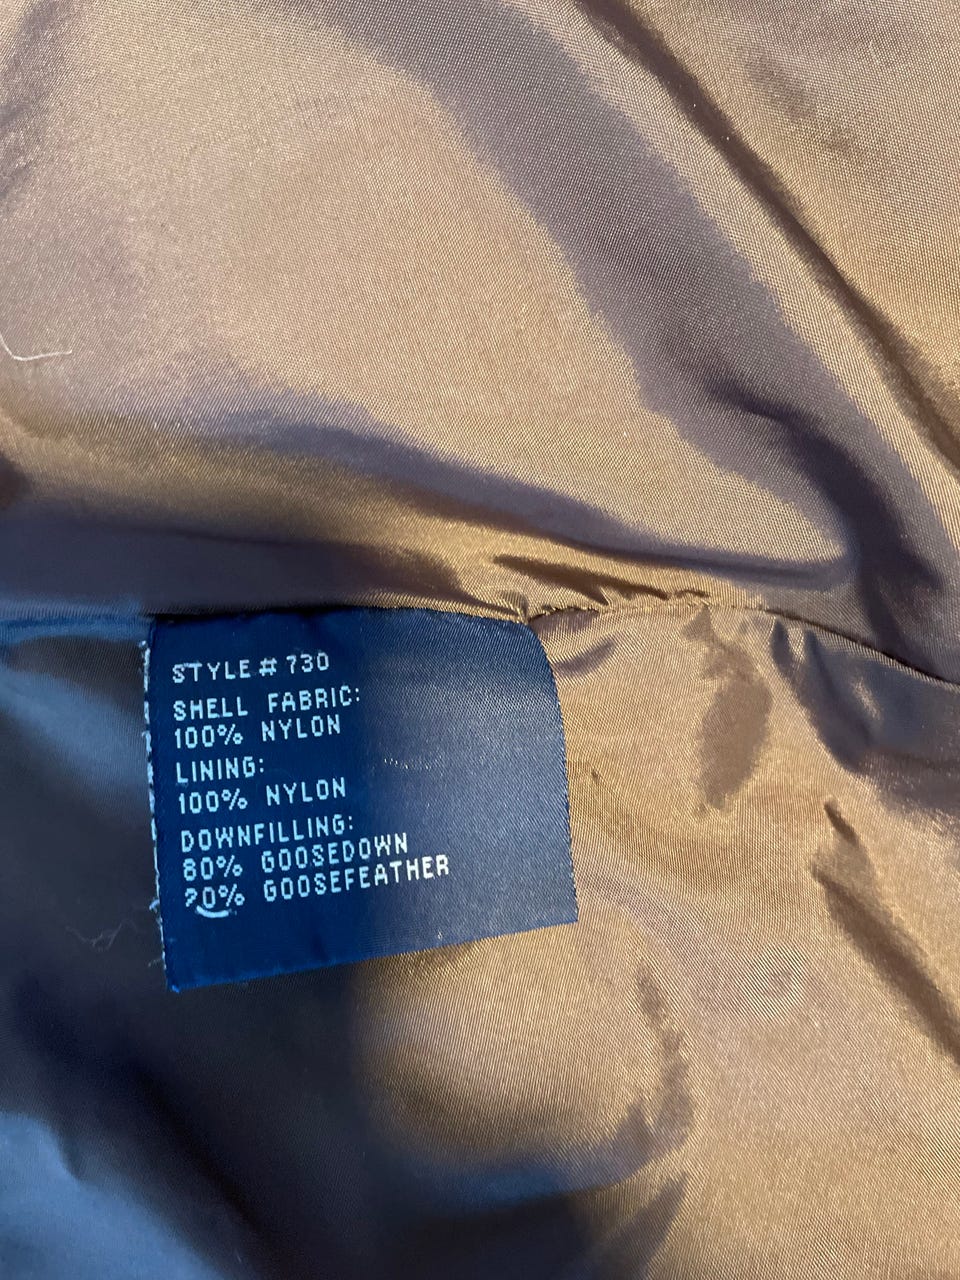 STYLE # 730
SHELL FABRIC:
100% NYLON
LINING:
100% NYLON
DOWNFILLING:
80% GOOSEDOWN
20% GOOSEFEATHER